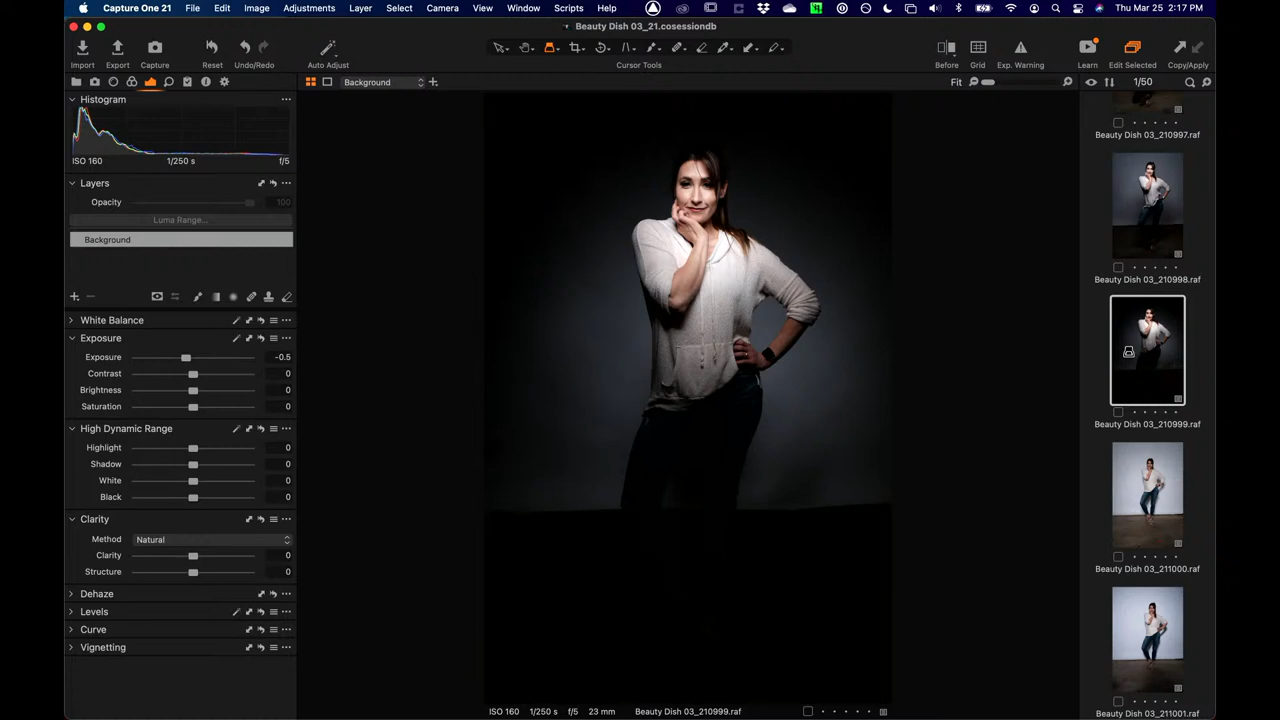 Capture One 21 File Edit Image Adjustments Layer Select Camera View Window Scripts Help Thu Mar 25 2:17 PM
Beauty Dish 03_21.cosessiondb
Import Export Capture Reset Undo/Redo Auto Adjust Cursor Tools Before Grid Exp. Warning Learn Edit Selected Copy/Apply
Background Fit 1/50
Histogram
ISO 160 1/250 s f/5
Layers
Opacity 100
Luma Range...
Background
White Balance
Exposure
Exposure -0.5
Contrast 0
Brightness 0
Saturation 0
High Dynamic Range
Highlight 0
Shadow 0
White 0
Black 0
Clarity
Method Natural
Clarity 0
Structure 0
Dehaze
Levels
Curve
Vignetting
ISO 160 1/250 s f/5 23 mm Beauty Dish 03_210999.raf
Beauty Dish 03_210997.raf
Beauty Dish 03_210998.raf
Beauty Dish 03_210999.raf
Beauty Dish 03_211000.raf
Beauty Dish 03_211001.raf